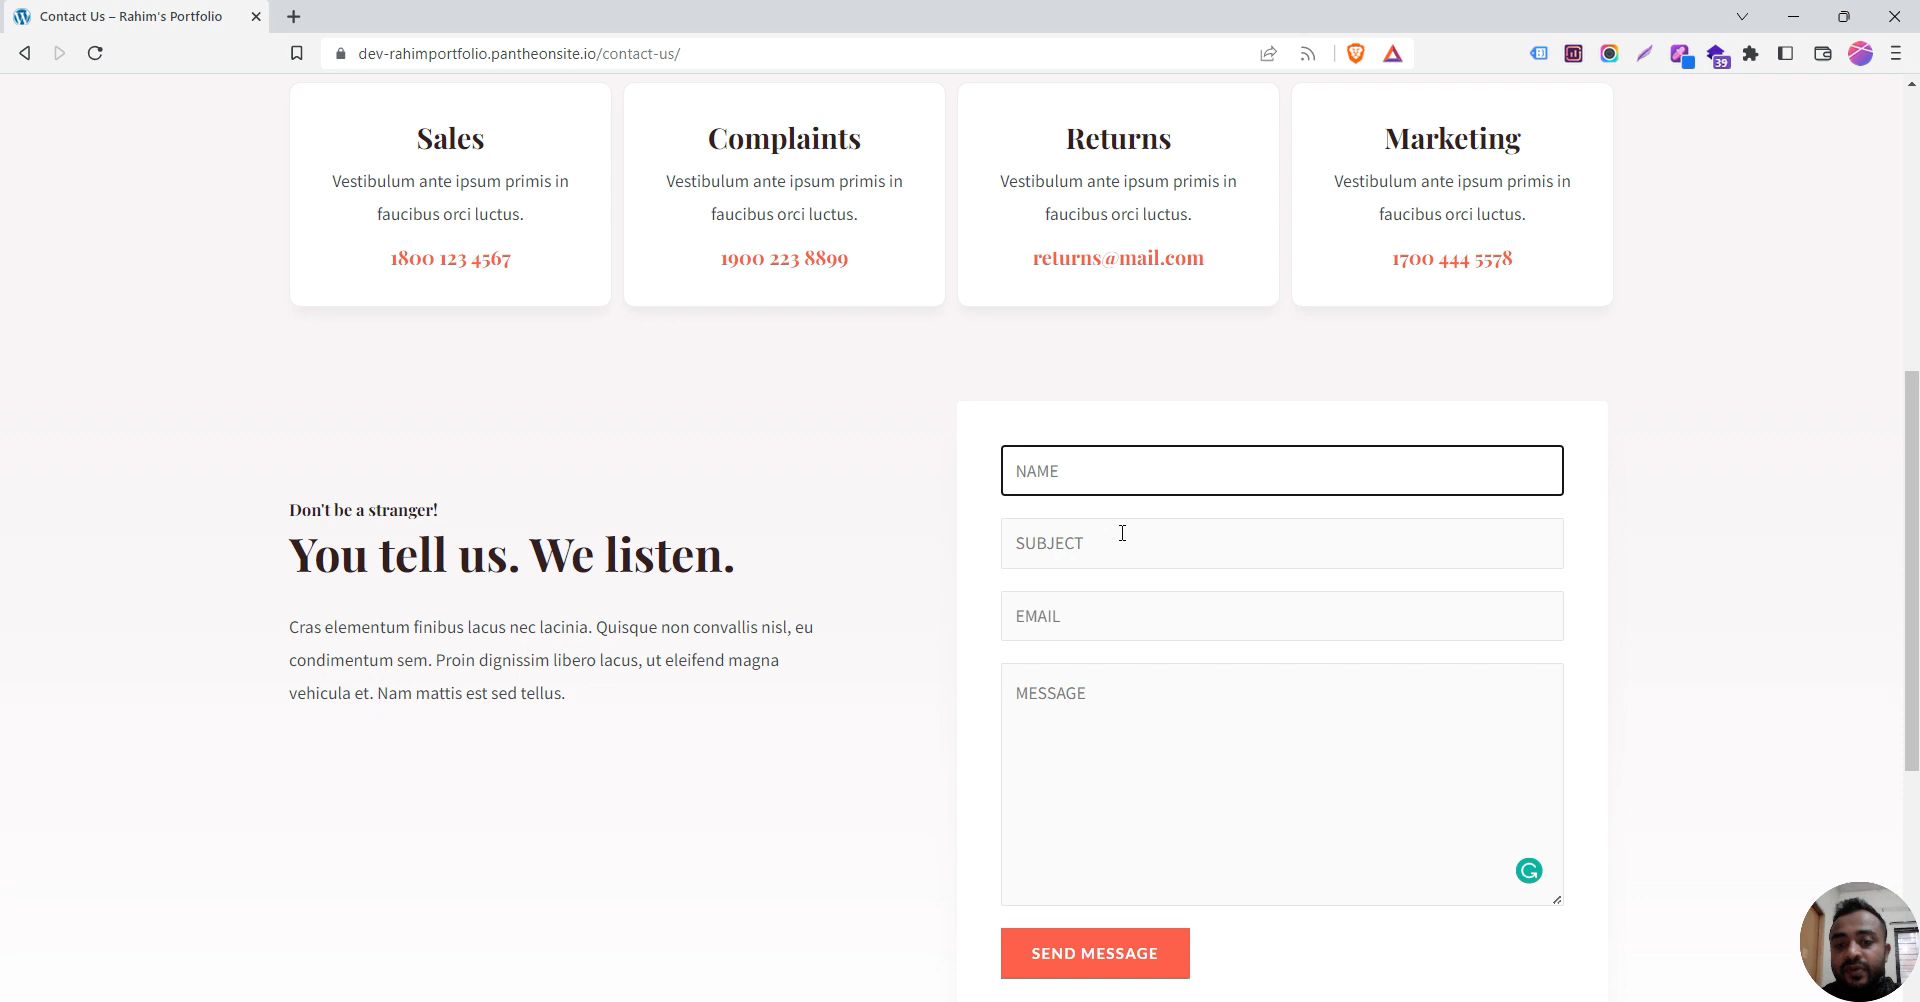 Contact Us – Rahim's Portfolio
dev-rahimportfolio.pantheonsite.io/contact-us/
39
Sales
Vestibulum ante ipsum primis in
faucibus orci luctus.
1800 123 4567
Complaints
Vestibulum ante ipsum primis in
faucibus orci luctus.
1900 223 8899
Returns
Vestibulum ante ipsum primis in
faucibus orci luctus.
returns@mail.com
Marketing
Vestibulum ante ipsum primis in
faucibus orci luctus.
1700 444 5578
Don't be a stranger!
You tell us. We listen.
Cras elementum finibus lacus nec lacinia. Quisque non convallis nisl, eu
condimentum sem. Proin dignissim libero lacus, ut eleifend magna
vehicula et. Nam mattis est sed tellus.
NAME
SUBJECT
EMAIL
MESSAGE
SEND MESSAGE